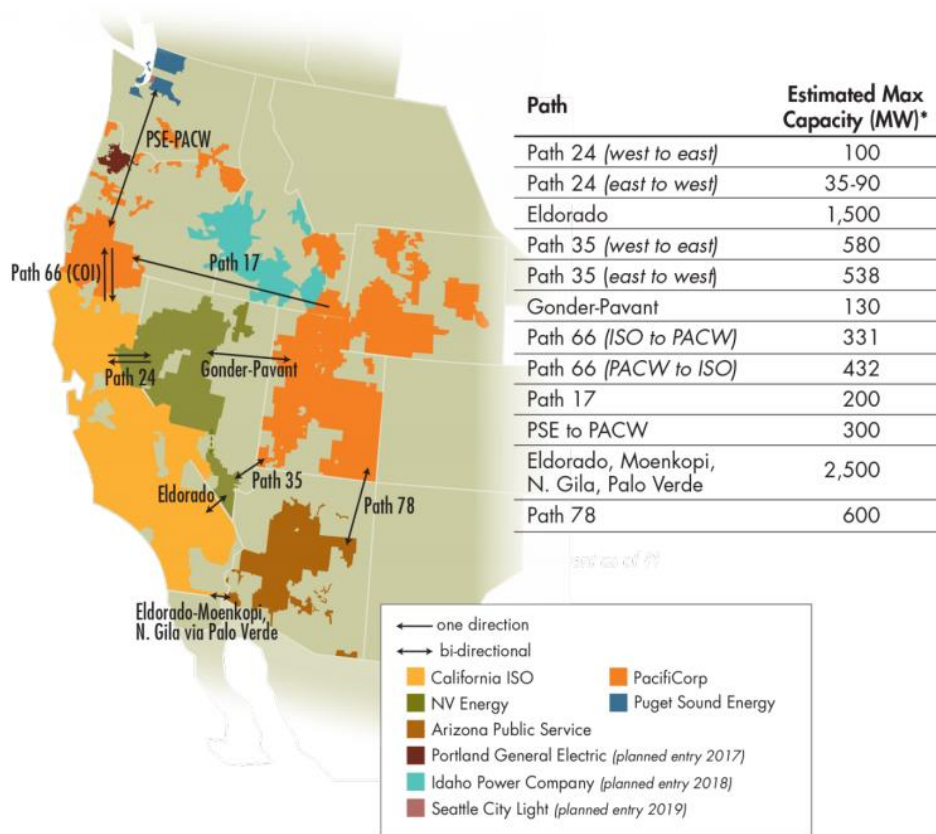 PSE-PACW
Path 17
Path 66 (COI)
Path 24
Gonder-Pavant
Path 35
Eldorado
Path 78
Eldorado-Moenkopi,
N. Gila via Palo Verde
Path
Estimated Max
Capacity (MW)*
Path 24 (west to east) 100
Path 24 (east to west) 35-90
Eldorado 1,500
Path 35 (west to east) 580
Path 35 (east to west) 538
Gonder-Pavant 130
Path 66 (ISO to PACW) 331
Path 66 (PACW to ISO) 432
Path 17 200
PSE to PACW 300
Eldorado, Moenkopi,
N. Gila, Palo Verde 2,500
Path 78 600
as of
one direction
bi-directional
California ISO
PacifiCorp
NV Energy
Puget Sound Energy
Arizona Public Service
Portland General Electric (planned entry 2017)
Idaho Power Company (planned entry 2018)
Seattle City Light (planned entry 2019)